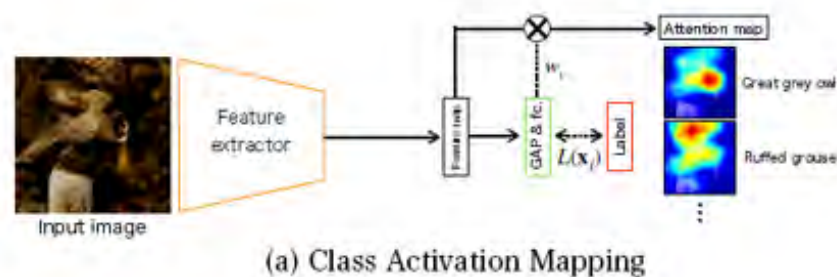 Attention map
Great grey owl
Ruffed grouse
Feature
extractor
Feature map
GAP & fc.
Label
L(x_i)
Input image
(a) Class Activation Mapping